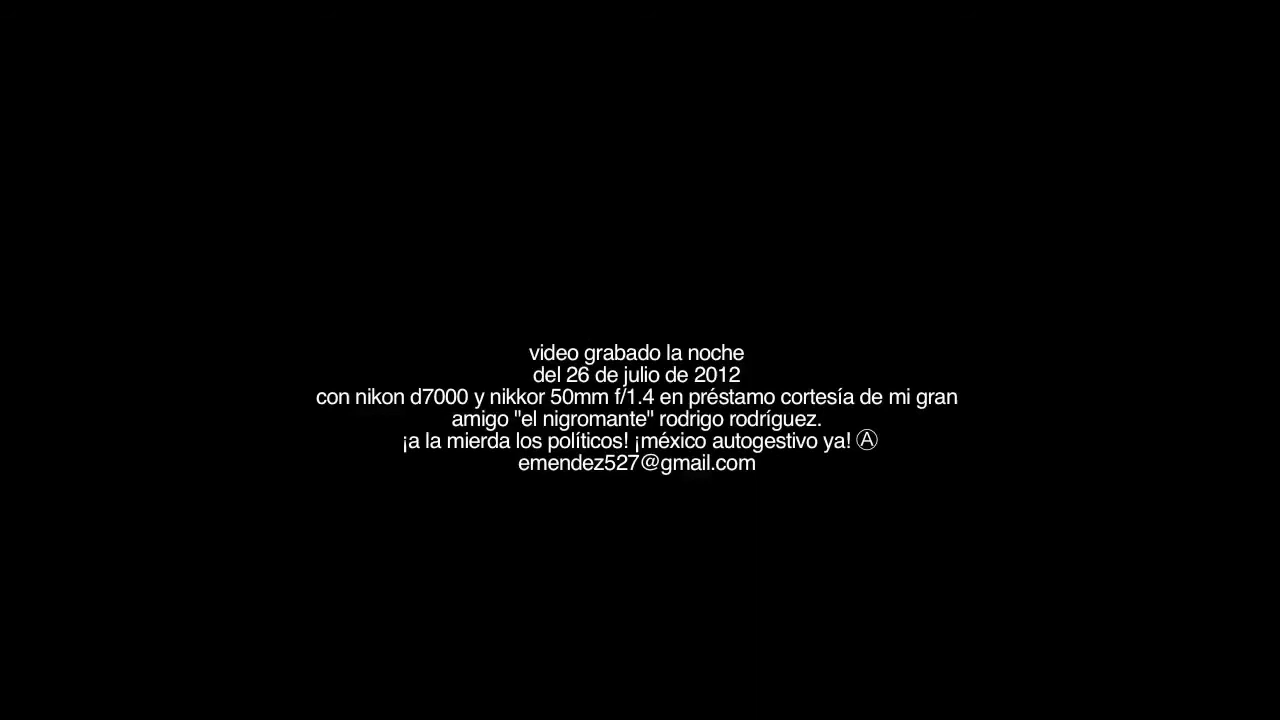 video grabado la noche
del 26 de julio de 2012
con nikon d7000 y nikkor 50mm f/1.4 en préstamo cortesía de mi gran
amigo "el nigromante" rodrigo rodríguez.
¡a la mierda los políticos! ¡méxico autogestivo ya! Ⓐ
emendez527@gmail.com